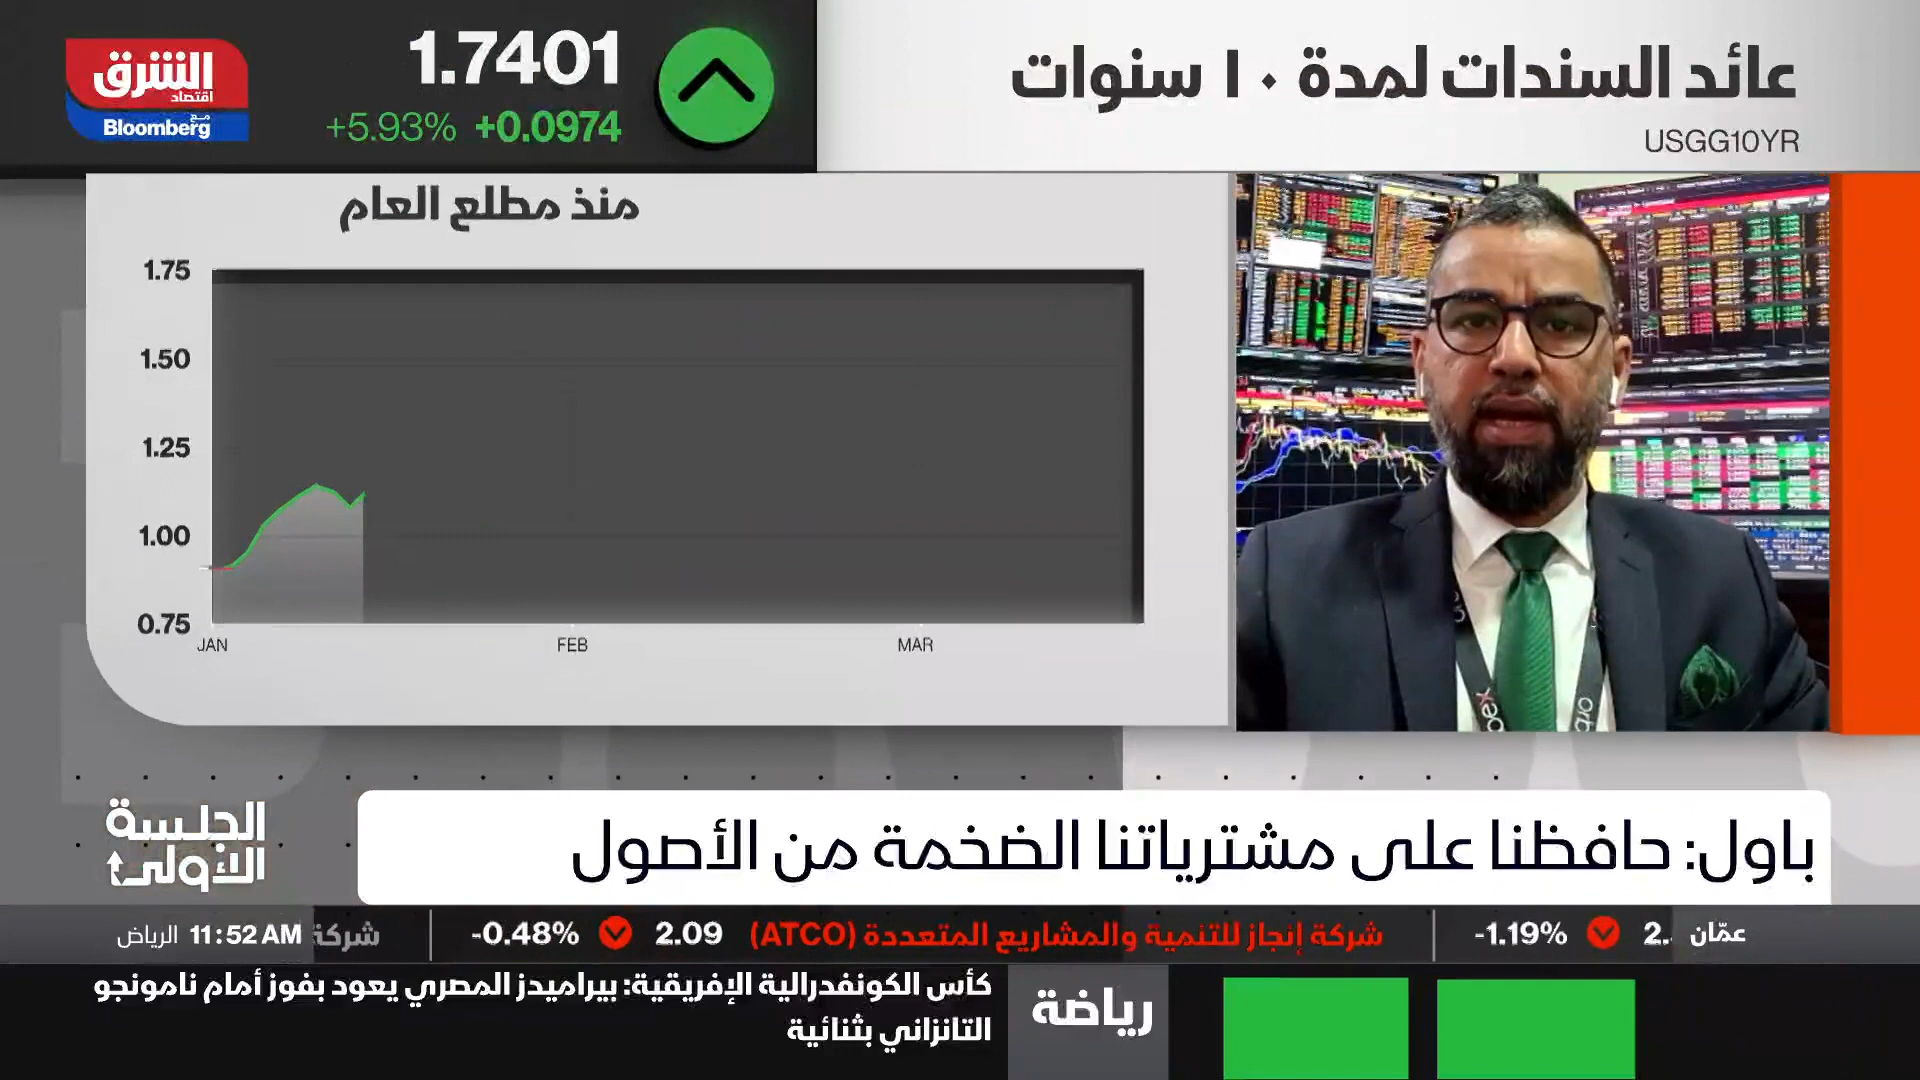 الشرق
اقتصاد
مع
Bloomberg
1.7401
+5.93% +0.0974
عائد السندات لمدة ١٠ سنوات
USGG10YR
منذ مطلع العام
1.75
1.50
1.25
1.00
0.75
JAN FEB MAR
الجلسة
الأولى
باول: حافظنا على مشترياتنا الضخمة من الأصول
عمّان
2. -1.19%
شركة إنجاز للتنمية والمشاريع المتعددة (ATCO) 2.09 -0.48%
شركة
11:52 AM الرياض
رياضة
كأس الكونفدرالية الإفريقية: بيراميدز المصري يعود بفوز أمام نامونجو
التانزاني بثنائية